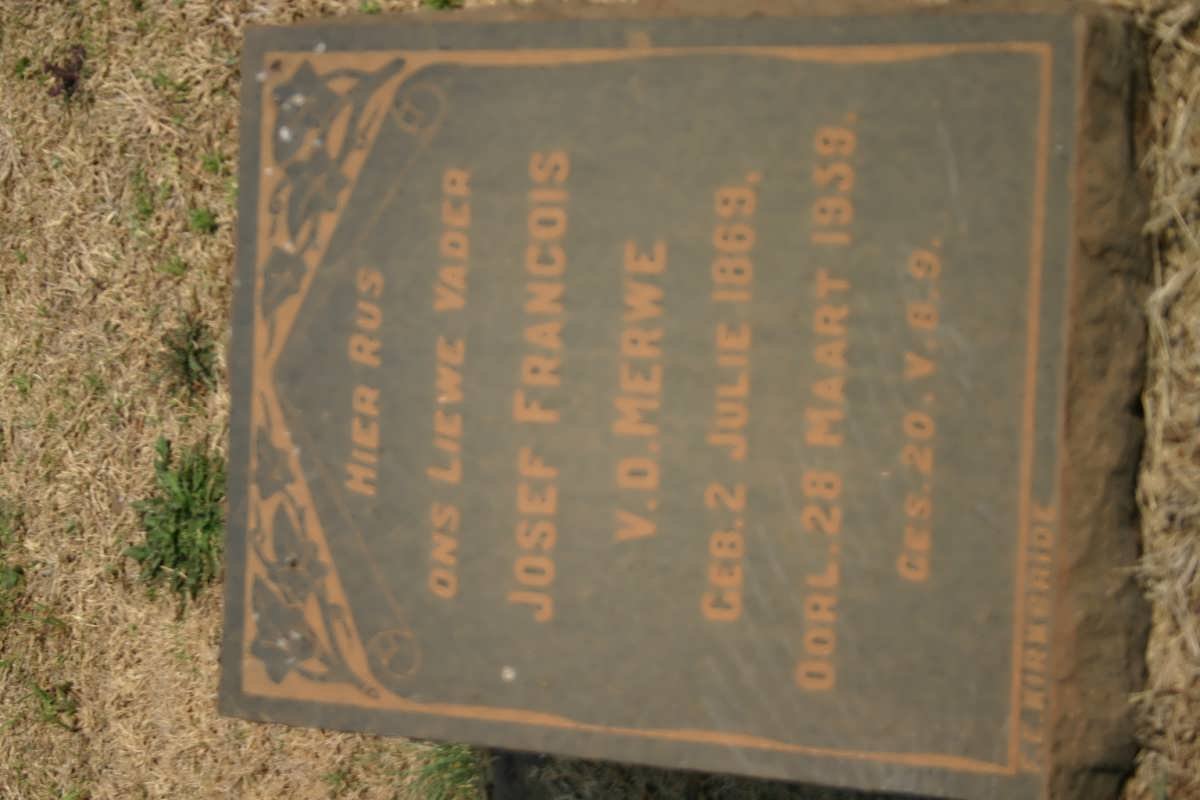 HIER RUS
ONS LIEWE VADER
JOSEF FRANCOIS
V.D.MERWE
GEB.2 JULIE 1869.
OORL.28 MAART 1939.
GES.20.V.8.9.